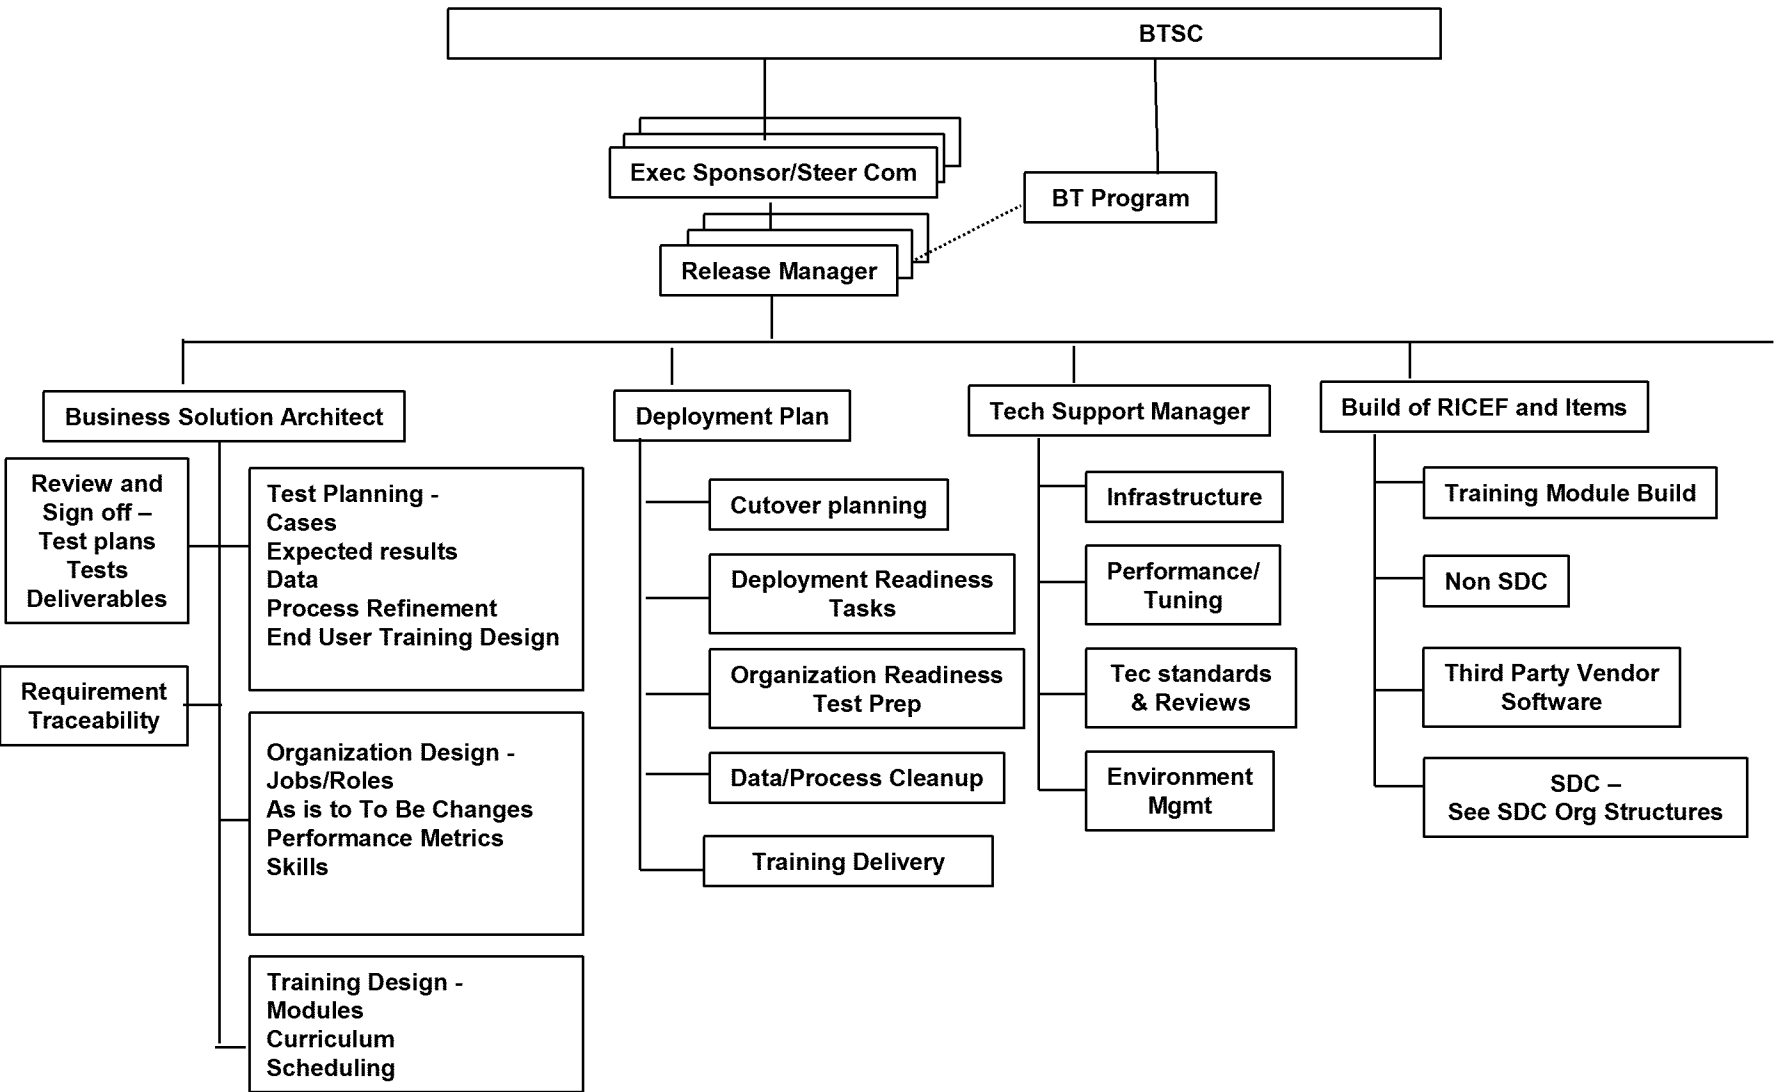 BTSC
Exec Sponsor/Steer Com
BT Program
Release Manager
Business Solution Architect
Review and
Sign off –
Test plans
Tests
Deliverables
Requirement
Traceability
Test Planning -
Cases
Expected results
Data
Process Refinement
End User Training Design
Organization Design -
Jobs/Roles
As is to To Be Changes
Performance Metrics
Skills
Training Design -
Modules
Curriculum
Scheduling
Deployment Plan
Cutover planning
Deployment Readiness
Tasks
Organization Readiness
Test Prep
Data/Process Cleanup
Training Delivery
Tech Support Manager
Infrastructure
Performance/
Tuning
Tec standards
& Reviews
Environment
Mgmt
Build of RICEF and Items
Training Module Build
Non SDC
Third Party Vendor
Software
SDC –
See SDC Org Structures